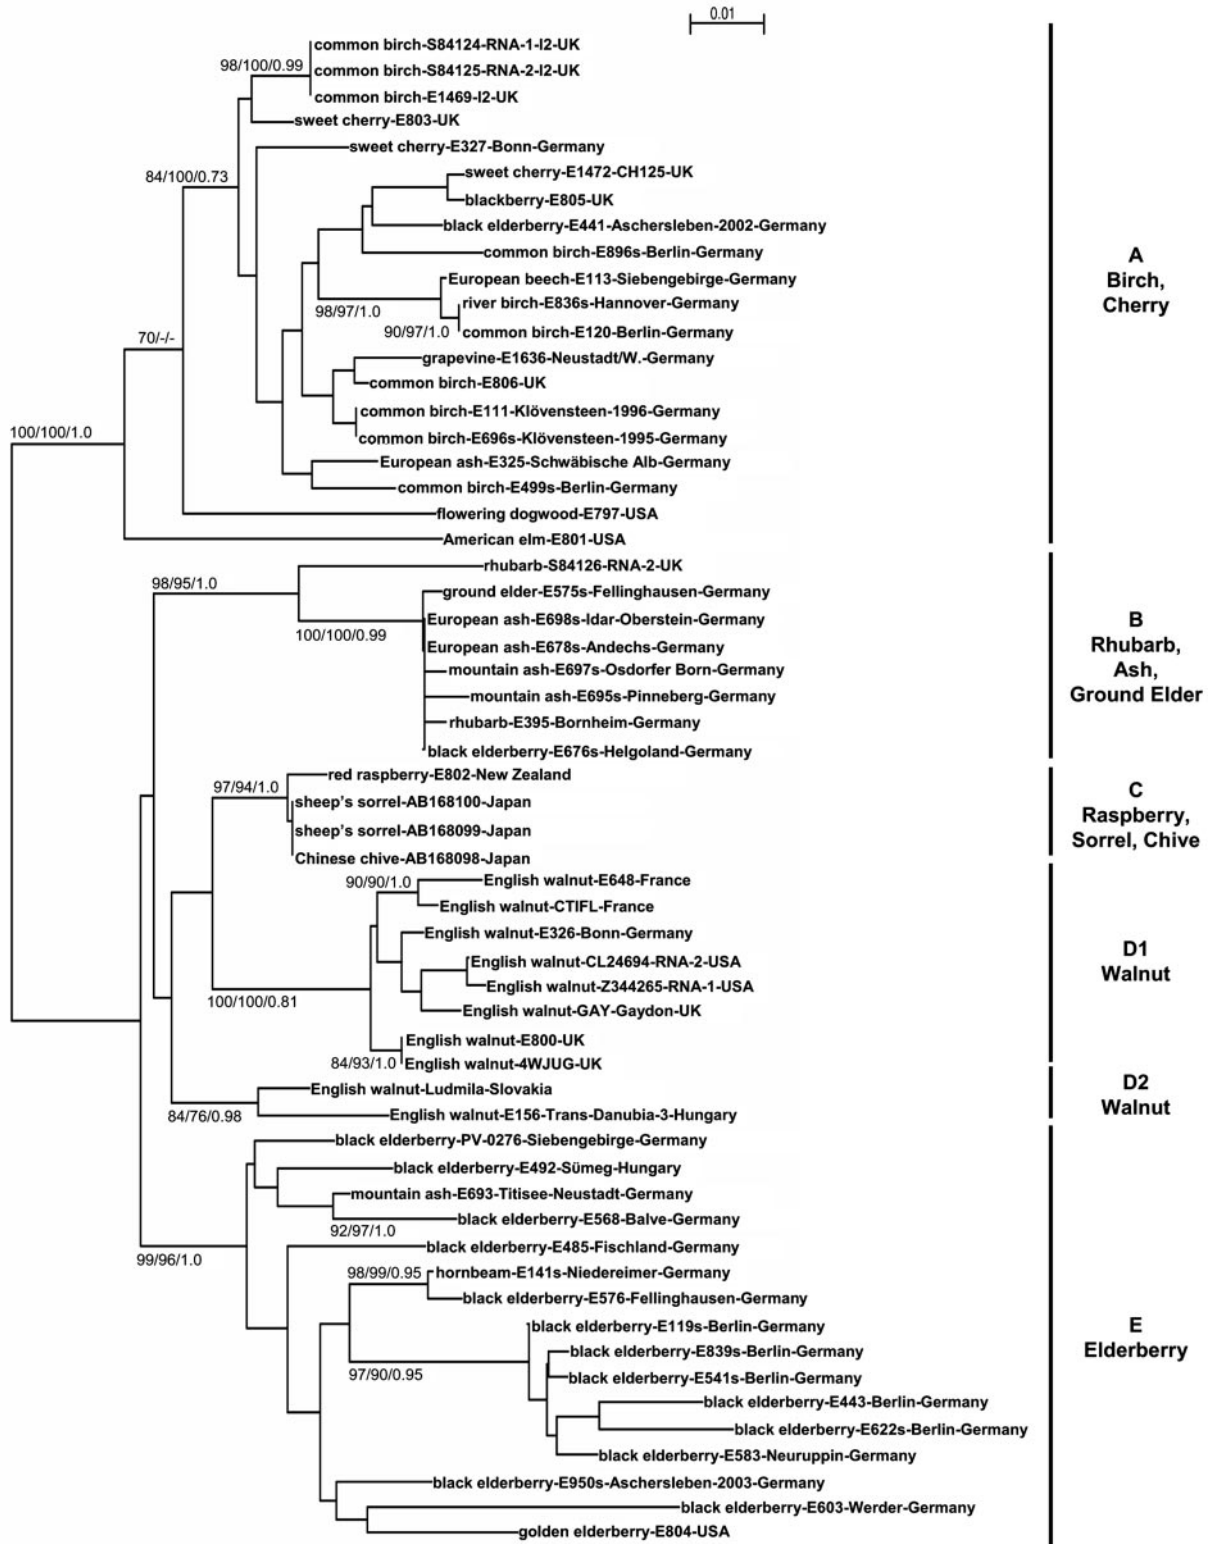 0.01
common birch-S84124-RNA-1-I2-UK
98/100/0.99
common birch-S84125-RNA-2-I2-UK
common birch-E1469-I2-UK
sweet cherry-E803-UK
sweet cherry-E327-Bonn-Germany
84/100/0.73
sweet cherry-E1472-CH125-UK
blackberry-E805-UK
black elderberry-E441-Aschersleben-2002-Germany
common birch-E896s-Berlin-Germany
European beech-E113-Siebengebirge-Germany
river birch-E836s-Hannover-Germany
98/97/1.0
90/97/1.0
common birch-E120-Berlin-Germany
70/-/-
grapevine-E1636-Neustadt/W.-Germany
common birch-E806-UK
common birch-E111-Klövensteen-1996-Germany
common birch-E696s-Klövensteen-1995-Germany
100/100/1.0
European ash-E325-Schwäbische Alb-Germany
common birch-E499s-Berlin-Germany
flowering dogwood-E797-USA
American elm-E801-USA
A
Birch,
Cherry
rhubarb-S84126-RNA-2-UK
98/95/1.0
ground elder-E575s-Fellinghausen-Germany
European ash-E698s-Idar-Oberstein-Germany
100/100/0.99
European ash-E678s-Andechs-Germany
mountain ash-E697s-Osdorfer Born-Germany
mountain ash-E695s-Pinneberg-Germany
rhubarb-E395-Bornheim-Germany
black elderberry-E676s-Helgoland-Germany
B
Rhubarb,
Ash,
Ground Elder
red raspberry-E802-New Zealand
97/94/1.0
sheep's sorrel-AB168100-Japan
sheep's sorrel-AB168099-Japan
Chinese chive-AB168098-Japan
C
Raspberry,
Sorrel, Chive
90/90/1.0
English walnut-E648-France
English walnut-CTIFL-France
English walnut-E326-Bonn-Germany
English walnut-CL24694-RNA-2-USA
English walnut-Z344265-RNA-1-USA
100/100/0.81
English walnut-GAY-Gaydon-UK
English walnut-E800-UK
84/93/1.0
English walnut-4WJUG-UK
D1
Walnut
English walnut-Ludmila-Slovakia
84/76/0.98
English walnut-E156-Trans-Danubia-3-Hungary
D2
Walnut
black elderberry-PV-0276-Siebengebirge-Germany
black elderberry-E492-Sümeg-Hungary
mountain ash-E693-Titisee-Neustadt-Germany
black elderberry-E568-Balve-Germany
92/97/1.0
99/96/1.0
black elderberry-E485-Fischland-Germany
98/99/0.95
hornbeam-E141s-Niedereimer-Germany
black elderberry-E576-Fellinghausen-Germany
black elderberry-E119s-Berlin-Germany
black elderberry-E839s-Berlin-Germany
97/90/0.95
black elderberry-E541s-Berlin-Germany
black elderberry-E443-Berlin-Germany
black elderberry-E622s-Berlin-Germany
black elderberry-E583-Neuruppin-Germany
black elderberry-E950s-Aschersleben-2003-Germany
black elderberry-E603-Werder-Germany
golden elderberry-E804-USA
E
Elderberry